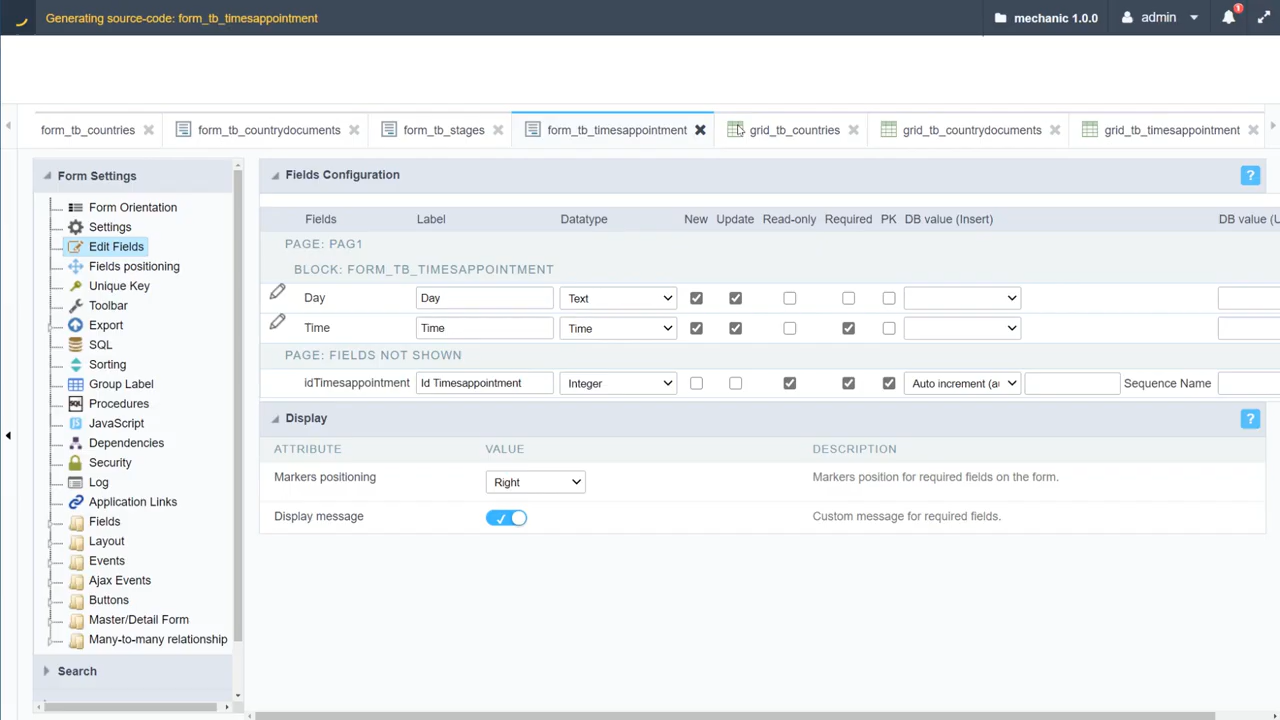 Generating source-code: form_tb_timesappointment
mechanic 1.0.0
admin
1
form_tb_countries
form_tb_countrydocuments
form_tb_stages
form_tb_timesappointment
grid_tb_countries
grid_tb_countrydocuments
grid_tb_timesappointment
Form Settings
Form Orientation
Settings
Edit Fields
Fields positioning
Unique Key
Toolbar
Export
SQL
Sorting
Group Label
Procedures
JavaScript
Dependencies
Security
Log
Application Links
Fields
Layout
Events
Ajax Events
Buttons
Master/Detail Form
Many-to-many relationship
Search
Fields Configuration
?
Fields Label Datatype New Update Read-only Required PK DB value (Insert) DB value (U
PAGE: PAG1
BLOCK: FORM_TB_TIMESAPPOINTMENT
Day Day Text
Time Time Time
PAGE: FIELDS NOT SHOWN
idTimesappointment Id Timesappointment Integer Auto increment (au Sequence Name
Display
?
ATTRIBUTE VALUE DESCRIPTION
Markers positioning Right Markers position for required fields on the form.
Display message Custom message for required fields.